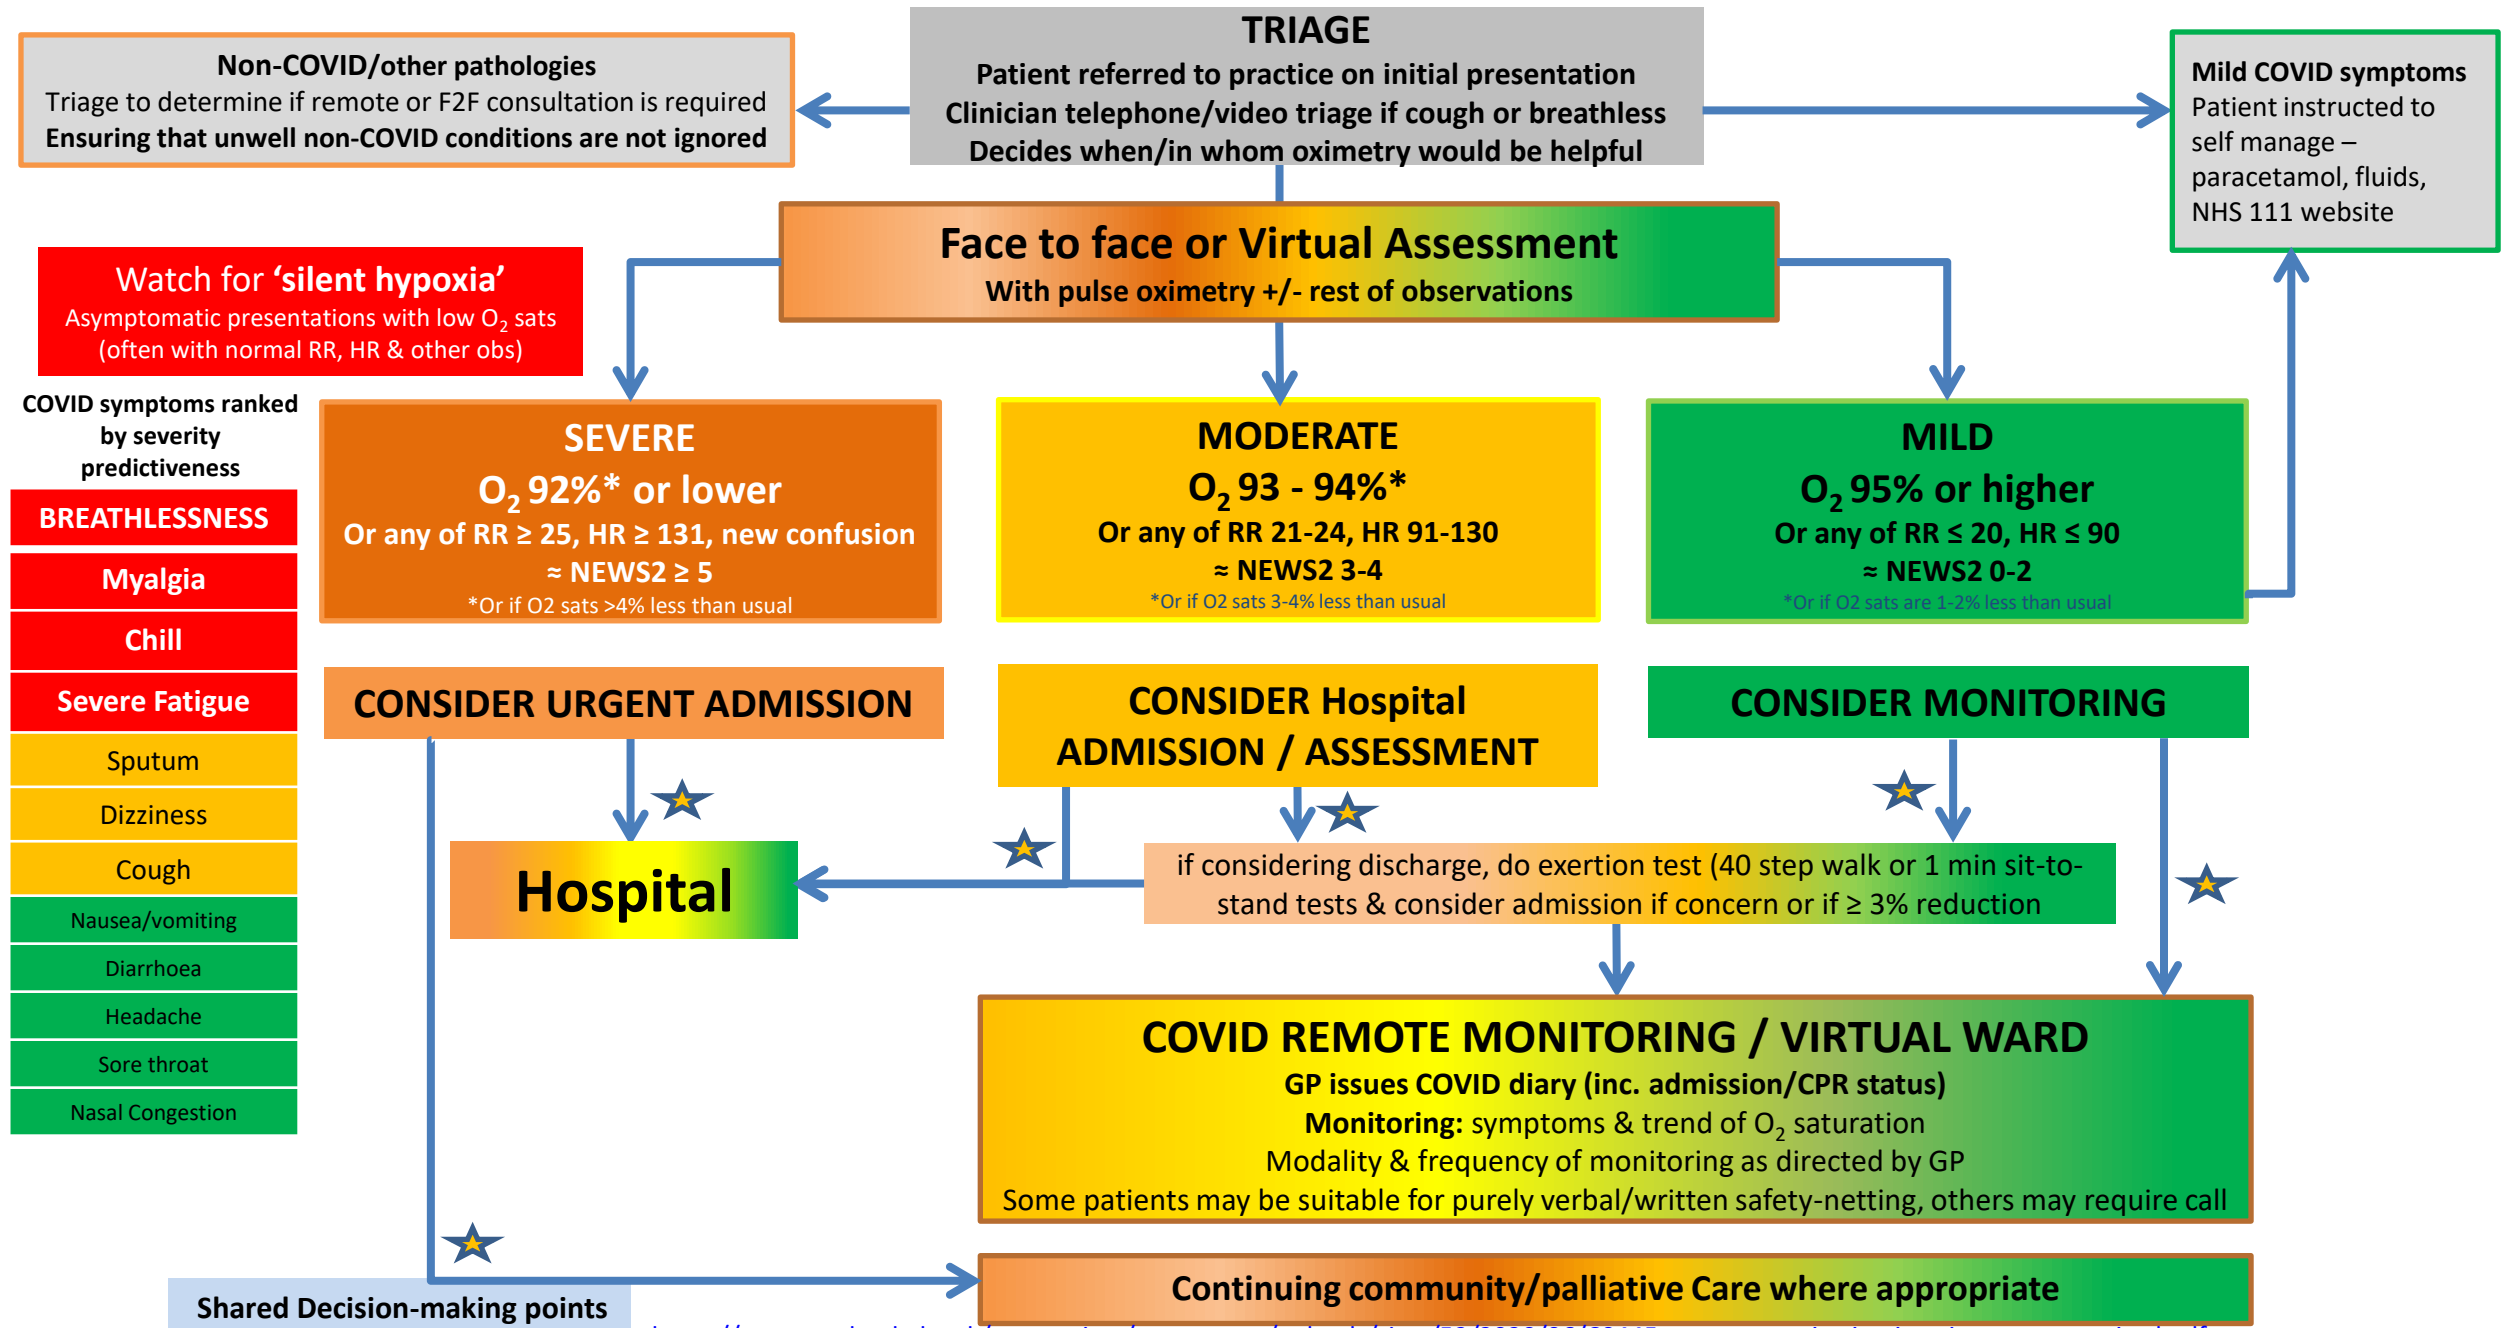 TRIAGE
Patient referred to practice on initial presentation
Clinician telephone/video triage if cough or breathless
Decides when/in whom oximetry would be helpful
Non-COVID/other pathologies
Triage to determine if remote or F2F consultation is required
Ensuring that unwell non-COVID conditions are not ignored
Mild COVID symptoms
Patient instructed to
self manage –
paracetamol, fluids,
NHS 111 website
Face to face or Virtual Assessment
With pulse oximetry +/- rest of observations
Watch for ‘silent hypoxia’
Asymptomatic presentations with low O₂ sats
(often with normal RR, HR & other obs)
COVID symptoms ranked
by severity
predictiveness
BREATHLESSNESS
Myalgia
Chill
Severe Fatigue
Sputum
Dizziness
Cough
Nausea/vomiting
Diarrhoea
Headache
Sore throat
Nasal Congestion
SEVERE
O₂ 92%* or lower
Or any of RR ≥ 25, HR ≥ 131, new confusion
≈ NEWS2 ≥ 5
*Or if O2 sats >4% less than usual
MODERATE
O₂ 93 - 94%*
Or any of RR 21-24, HR 91-130
≈ NEWS2 3-4
*Or if O2 sats 3-4% less than usual
MILD
O₂ 95% or higher
Or any of RR ≤ 20, HR ≤ 90
≈ NEWS2 0-2
*Or if O2 sats are 1-2% less than usual
CONSIDER URGENT ADMISSION
CONSIDER Hospital
ADMISSION / ASSESSMENT
CONSIDER MONITORING
Hospital
if considering discharge, do exertion test (40 step walk or 1 min sit-to-
stand tests & consider admission if concern or if ≥ 3% reduction
COVID REMOTE MONITORING / VIRTUAL WARD
GP issues COVID diary (inc. admission/CPR status)
Monitoring: symptoms & trend of O₂ saturation
Modality & frequency of monitoring as directed by GP
Some patients may be suitable for purely verbal/written safety-netting, others may require call
Continuing community/palliative Care where appropriate
Shared Decision-making points